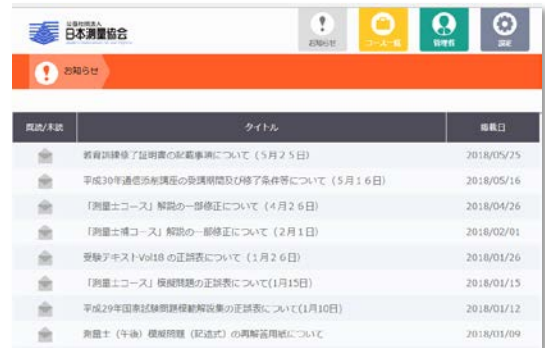 公益社団法人
日本測量協会
お知らせ
コース一覧
管理者
設定
お知らせ
既読/未読 タイトル 掲載日
教育訓練修了証明書の記載事項について（５月２５日） 2018/05/25
平成30年通信添削講座の受講期間及び修了条件等について（５月１６日） 2018/05/16
「測量士コース」解説の一部修正について（４月２６日） 2018/04/26
「測量士補コース」解説の一部修正について（２月１日） 2018/02/01
受験テキストVol18 の正誤表について（１月２６日） 2018/01/26
「測量士コース」模擬問題の正誤表について(1月15日) 2018/01/15
平成29年国家試験問題模範解説集の正誤表について(1月10日) 2018/01/12
測量士（午後）模擬問題（記述式）の再解答用紙について 2018/01/09